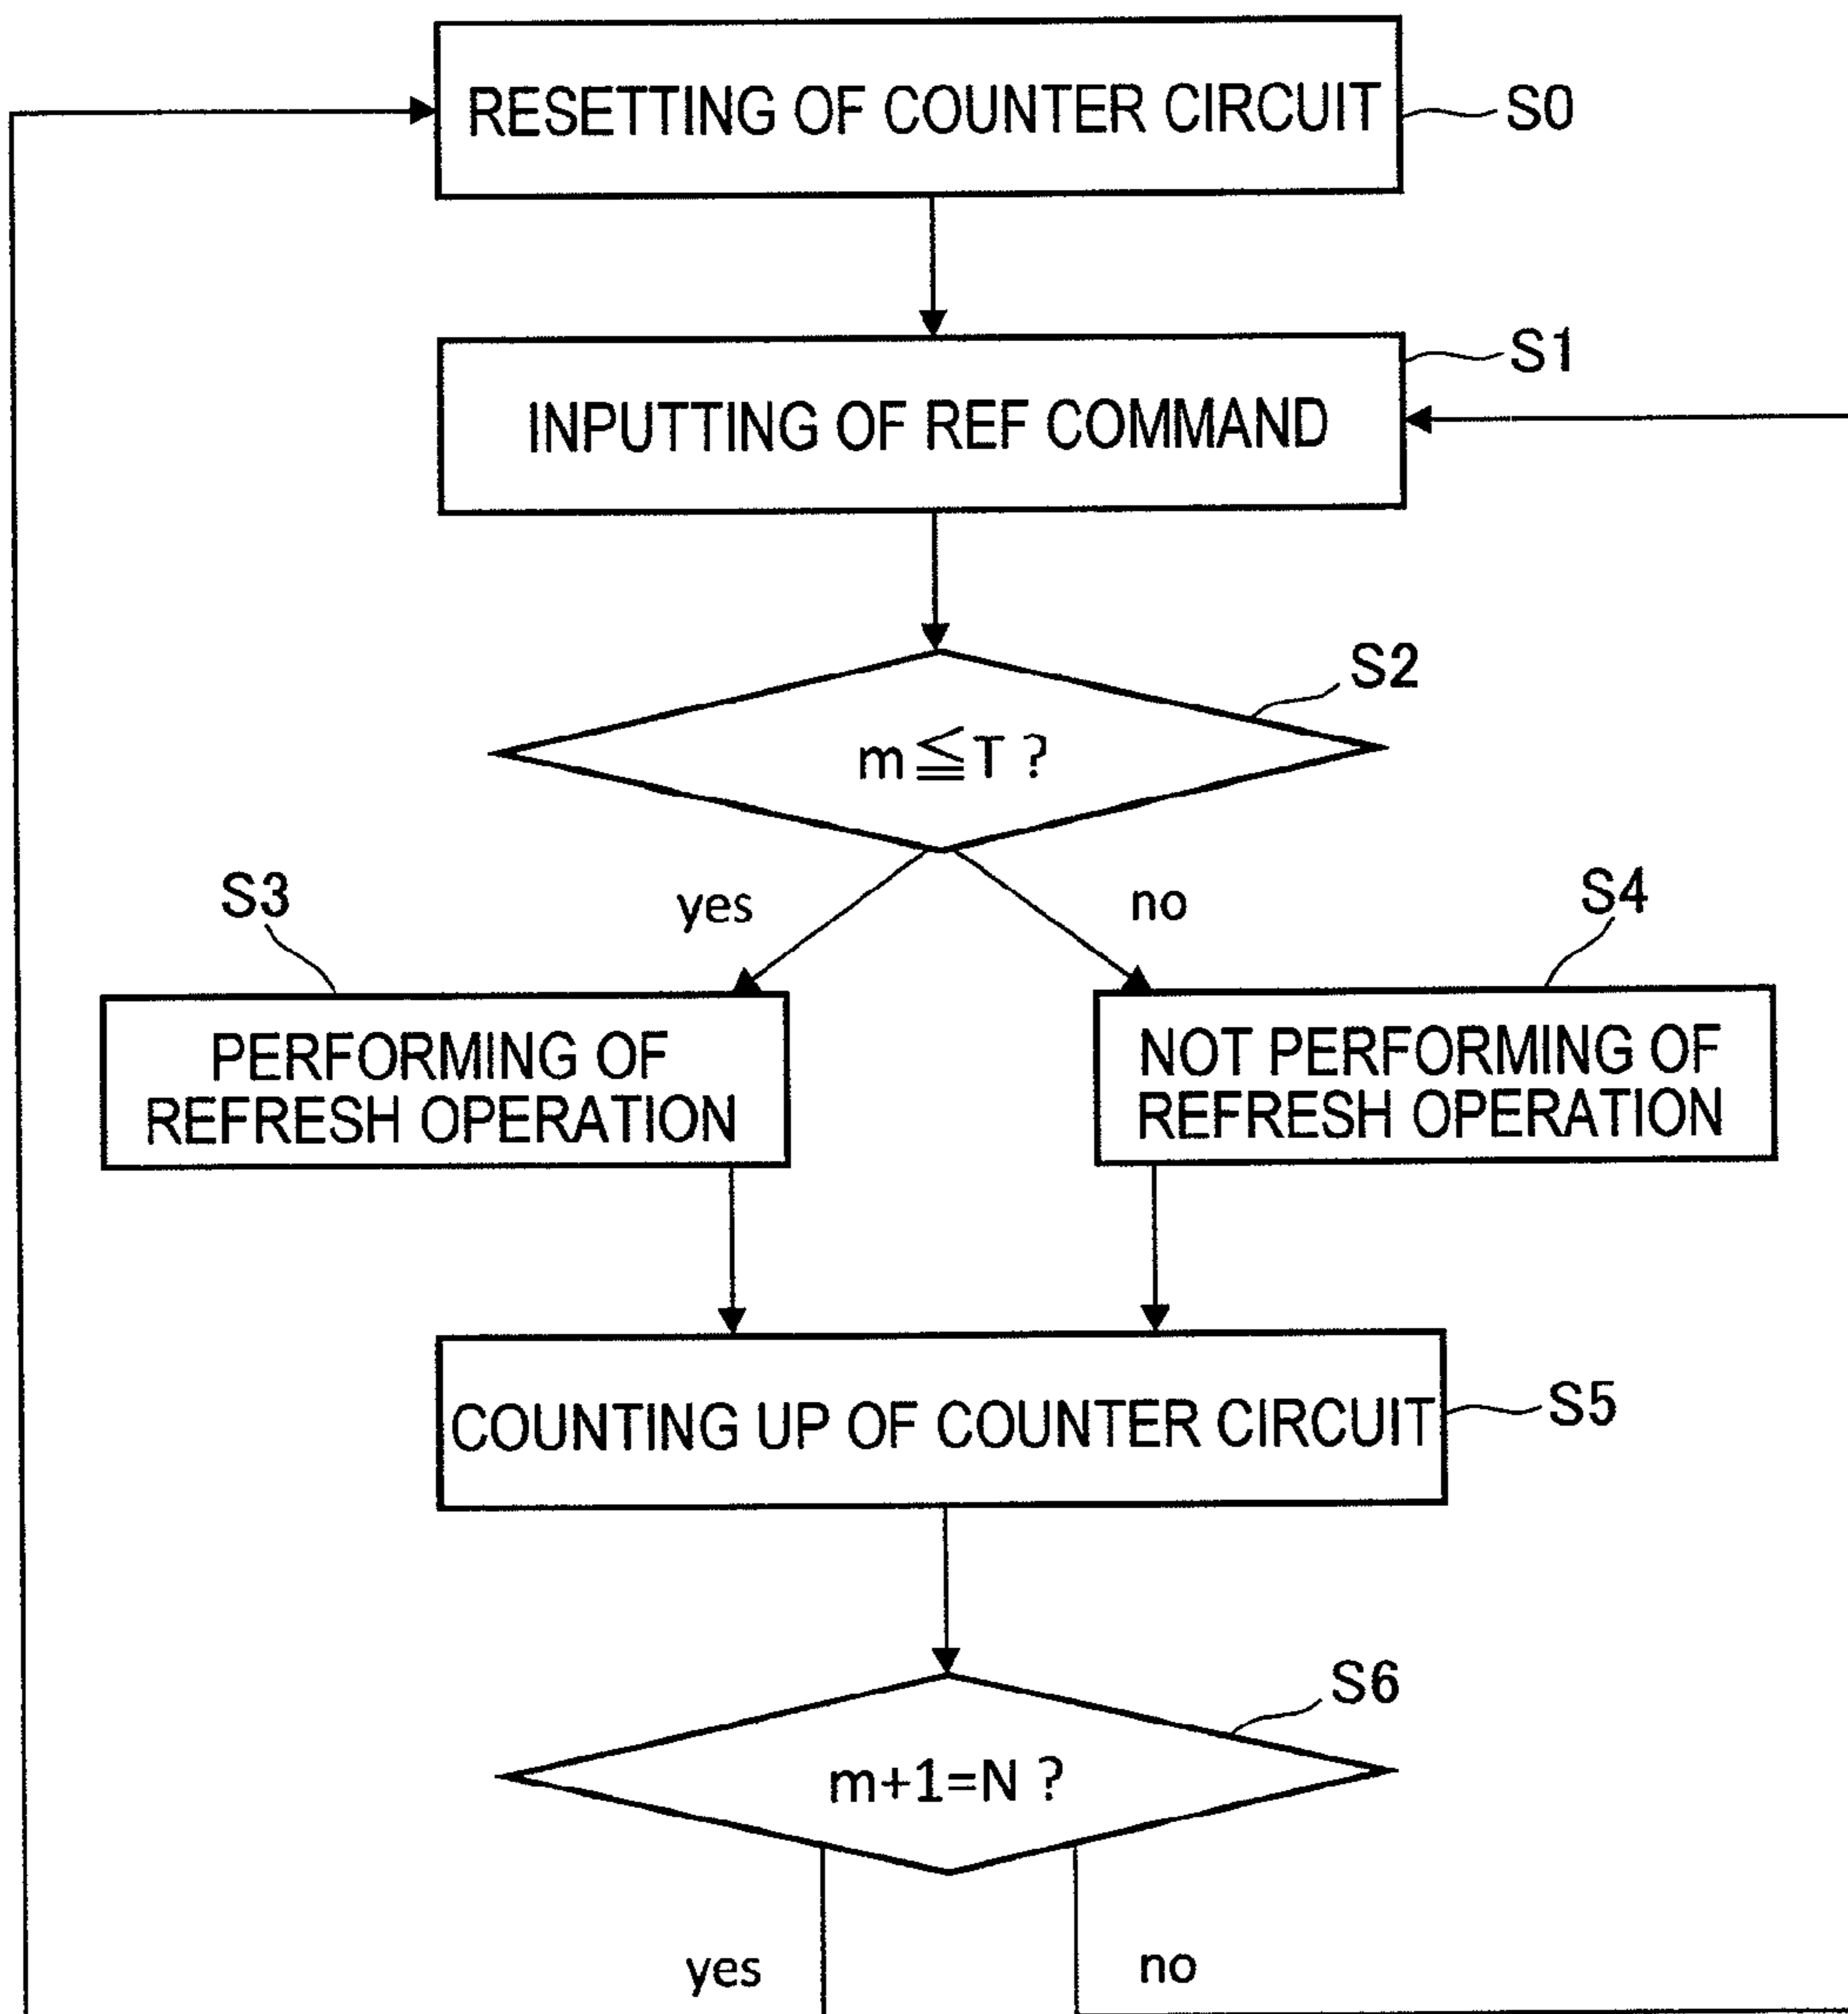 RESETTING OF COUNTER CIRCUIT
S0
INPUTTING OF REF COMMAND
S1
m≦T ?
S2
yes
no
S3
S4
PERFORMING OF
REFRESH OPERATION
NOT PERFORMING OF
REFRESH OPERATION
COUNTING UP OF COUNTER CIRCUIT
S5
m+1=N ?
S6
yes
no